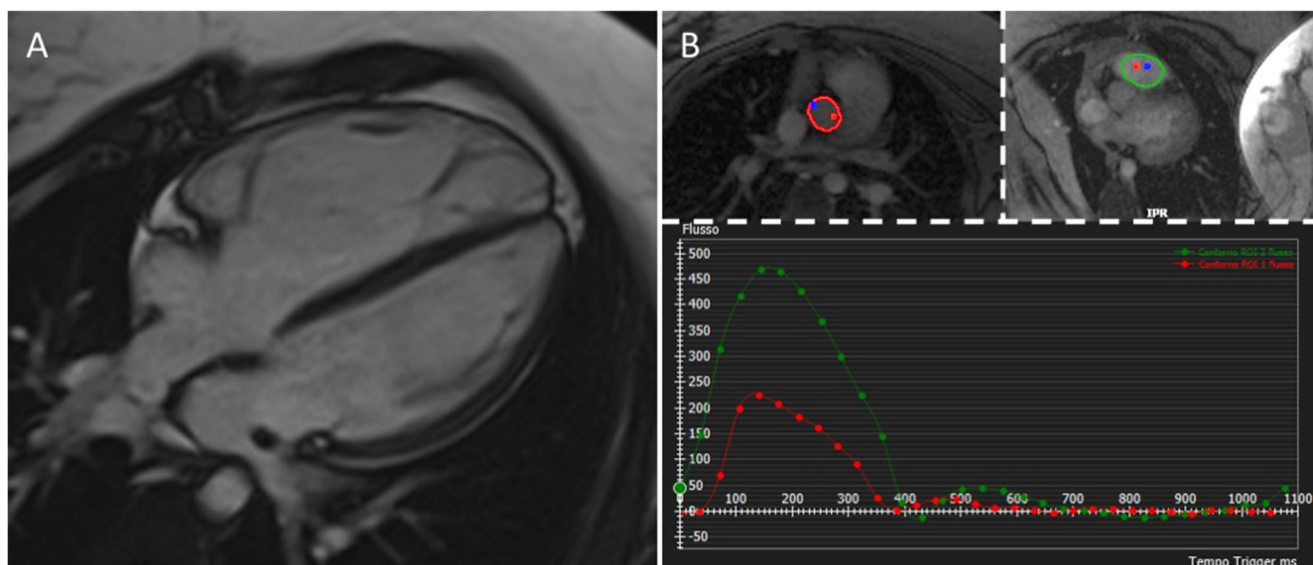 A
B
IPR
Flusso
Contorno ROI 2 flusso
Contorno ROI 1 flusso
500
450
400
350
300
250
200
150
100
50
0
-50
0 100 200 300 400 500 600 700 800 900 1000 1100
Tempo Trigger ms